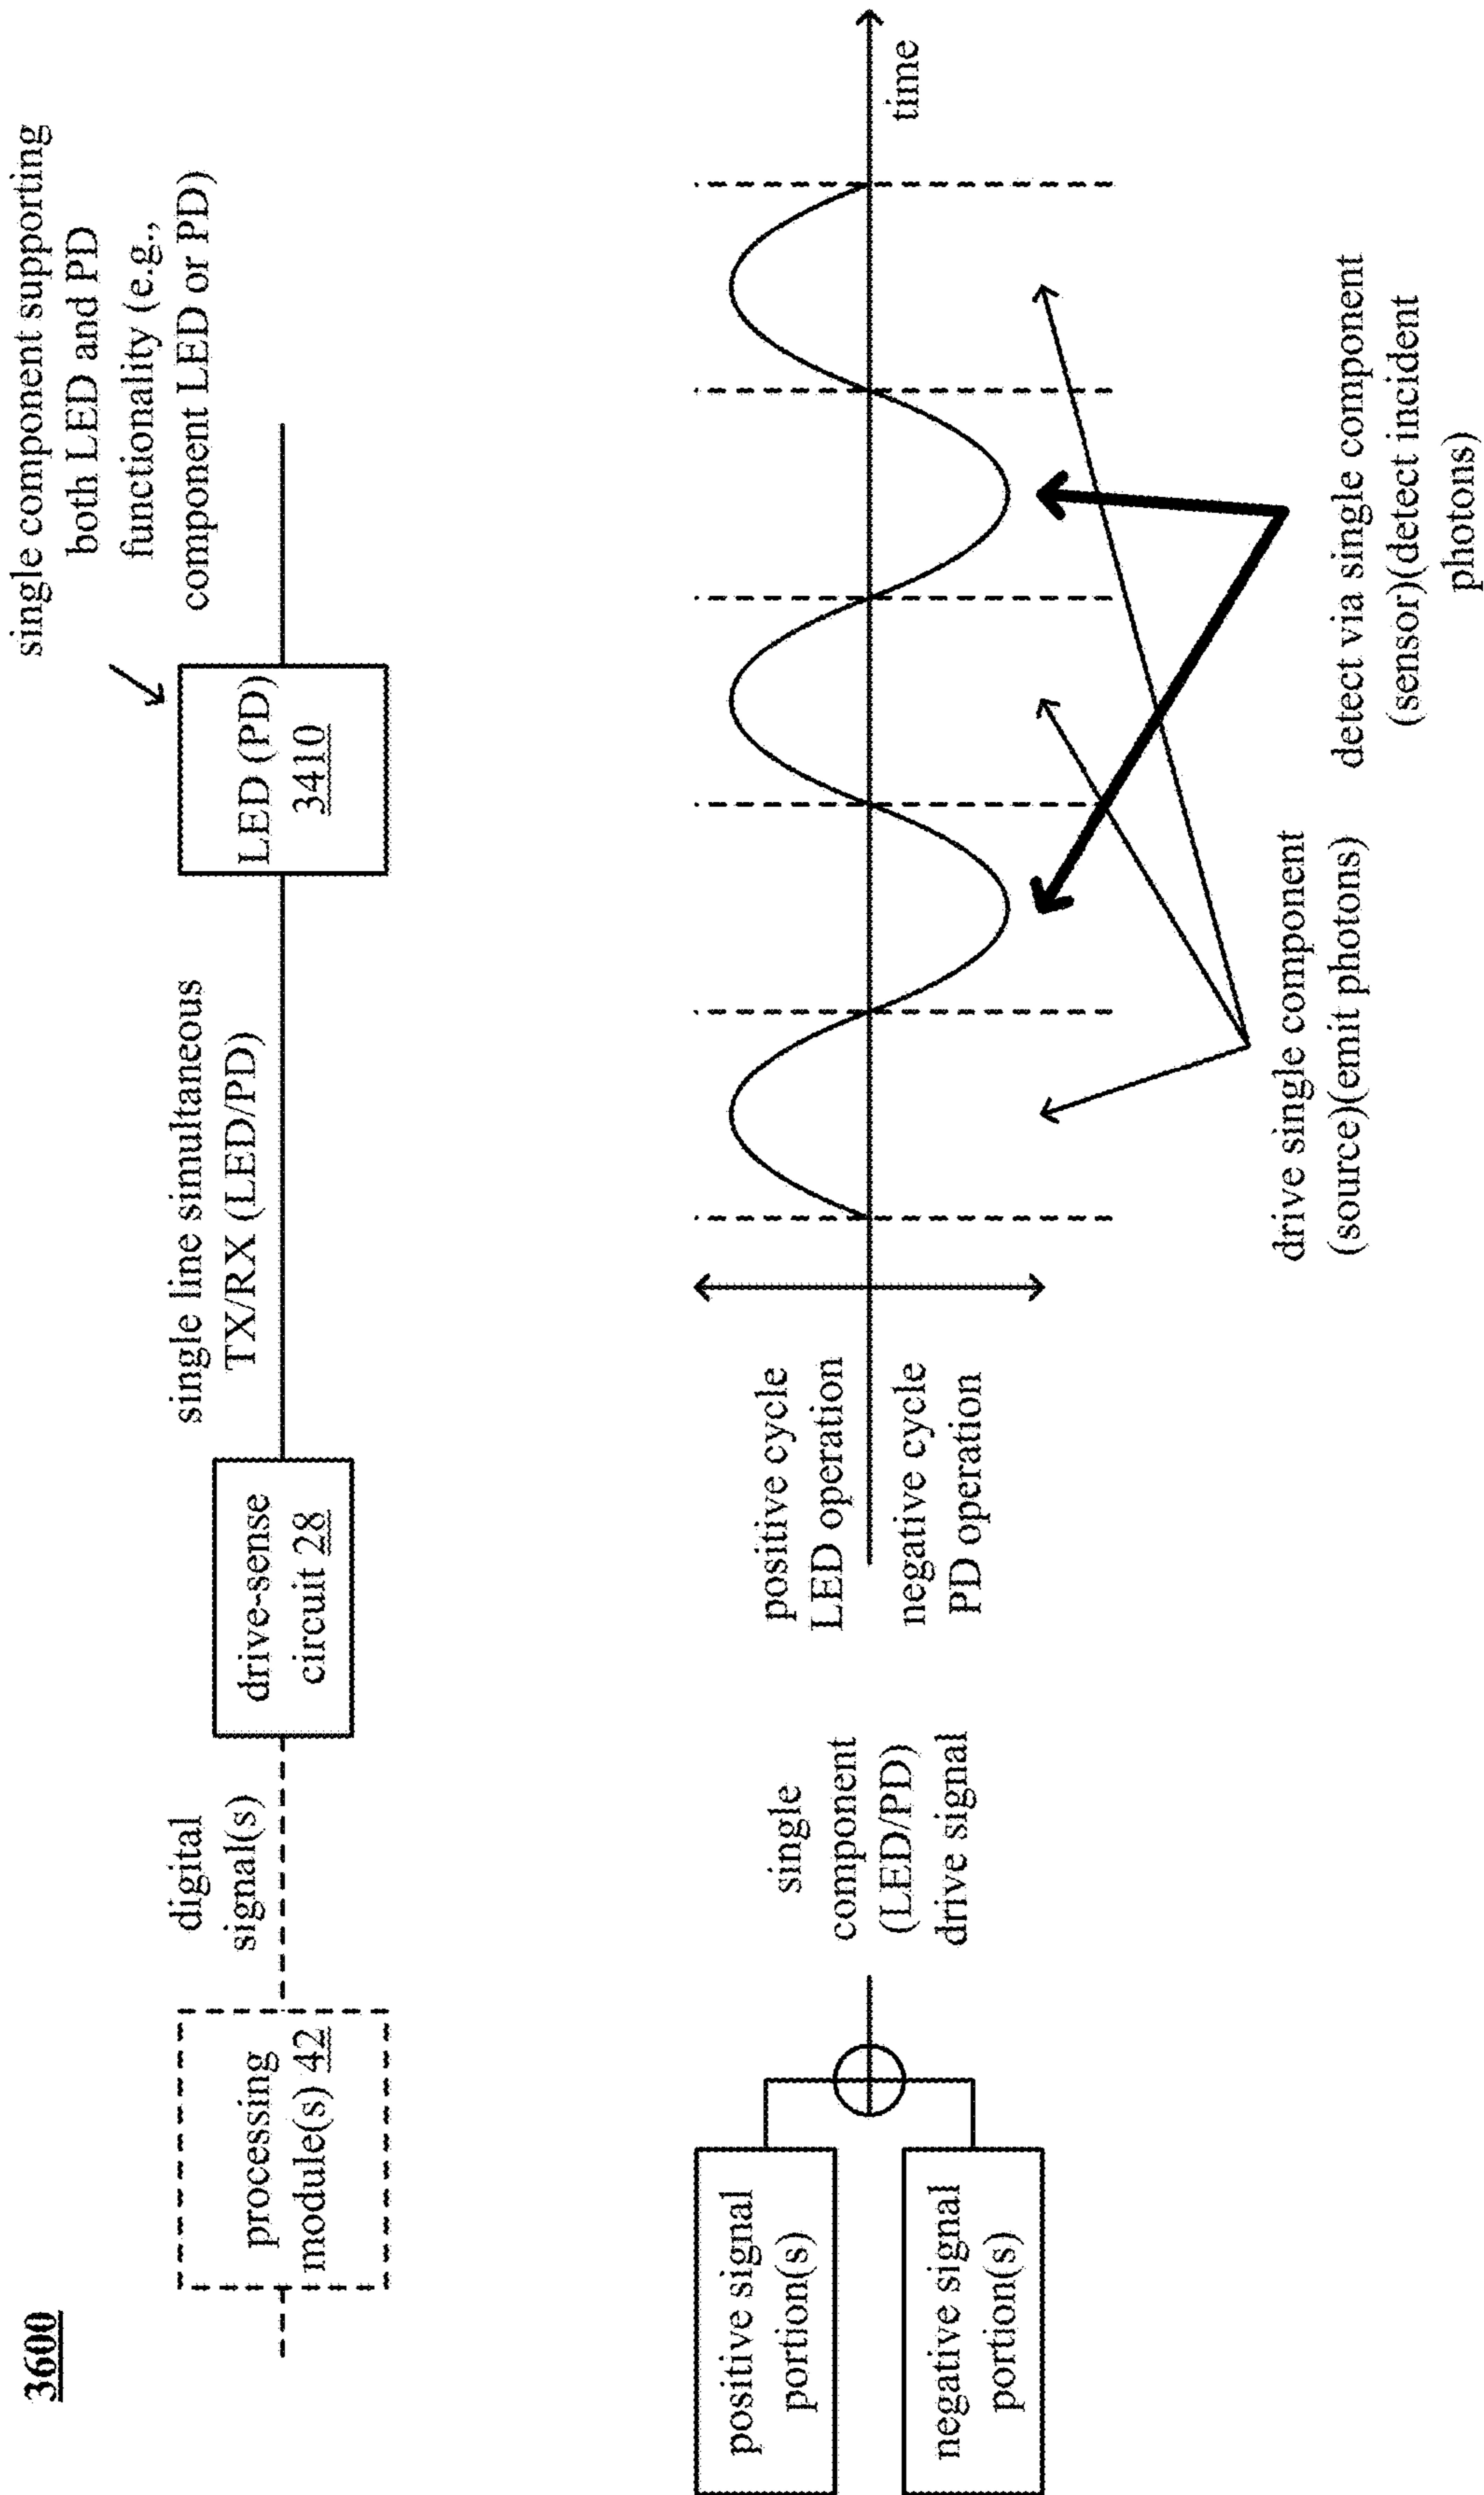 3600
processing
module(s) 42
digital
signal(s)
drive-sense
circuit 28
single line simultaneous
TX/RX (LED/PD)
LED (PD)
3410
single component supporting
both LED and PD
functionality (e.g.,
component LED or PD)
positive signal
portion(s)
negative signal
portion(s)
single
component
(LED/PD)
drive signal
positive cycle
LED operation
negative cycle
PD operation
time
drive single component
(source)(emit photons)
detect via single component
(sensor)(detect incident
photons)